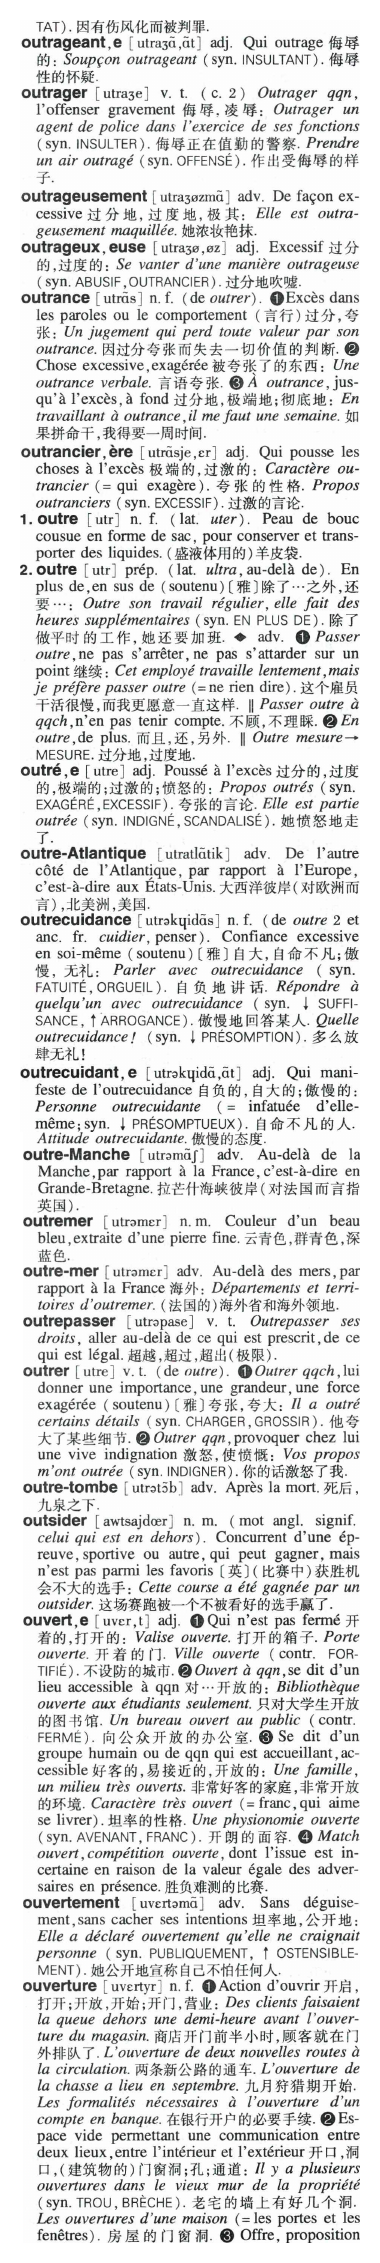 TAT). 因有伤风化而被判罪.
outrageant,e [utraʒɑ̃,ɑ̃t] adj. Qui outrage 侮辱
的: Soupçon outrageant (syn. INSULTANT). 侮辱
性的怀疑.
outrager [utraʒe] v. t. (c. 2) Outrager qqn,
l'offenser gravement 侮辱,凌辱: Outrager un
agent de police dans l'exercice de ses fonctions
(syn. INSULTER). 侮辱正在值勤的警察. Prendre
un air outragé (syn. OFFENSÉ). 作出受侮辱的样
子.
outrageusement [utraʒøzmɑ̃] adv. De façon ex-
cessive 过分地,过度地,极其: Elle est outra-
geusement maquillée. 她浓妆艳抹.
outrageux,euse [utraʒø,øz] adj. Excessif 过分
的,过度的: Se vanter d'une manière outrageuse
(syn. ABUSIF,OUTRANCIER). 过分地吹嘘.
outrance [utrɑ̃s] n. f. (de outrer). ❶Excès dans
les paroles ou le comportement (言行)过分,夸
张: Un jugement qui perd toute valeur par son
outrance. 因过分夸张而失去一切价值的判断. ❷
Chose excessive,exagérée 被夸张了的东西: Une
outrance verbale. 言语夸张. ❸ À outrance,jus-
qu'à l'excès,à fond 过分地,极端地;彻底地: En
travaillant à outrance,il me faut une semaine. 如
果拼命干,我得要一周时间.
outrancier,ère [utrɑ̃sje,ɛr] adj. Qui pousse les
choses à l'excès 极端的,过激的: Caractère ou-
trancier (= qui exagère). 夸张的性格. Propos
outranciers (syn. EXCESSIF). 过激的言论.
1. outre [utr] n. f. (lat. uter). Peau de bouc
cousue en forme de sac, pour conserver et trans-
porter des liquides. (盛液体用的)羊皮袋.
2. outre [utr] prép. (lat. ultra,au-delà de). En
plus de,en sus de (soutenu)〔雅〕除了…之外,还
要…: Outre son travail régulier, elle fait des
heures supplémentaires (syn. EN PLUS DE). 除了
做平时的工作,她还要加班. ◆ adv. ❶ Passer
outre,ne pas s'arrêter,ne pas s'attarder sur un
point 继续: Cet employé travaille lentement,mais
je préfère passer outre (=ne rien dire). 这个雇员
干活很慢,而我更愿意一直这样. ‖ Passer outre à
qqch,n'en pas tenir compte. 不顾,不理睬. ❷En
outre,de plus. 而且,还,另外. ‖ Outre mesure→
MESURE. 过分地,过度地.
outré,e [utre] adj. Poussé à l'excès 过分的,过度
的,极端的;过激的;愤怒的: Propos outrés (syn.
EXAGÉRÉ,EXCESSIF). 夸张的言论. Elle est partie
outrée (syn. INDIGNÉ,SCANDALISÉ). 她愤怒地走
了.
outre-Atlantique [utratlɑ̃tik] adv. De l'autre
côté de l'Atlantique, par rapport à l'Europe,
c'est-à-dire aux États-Unis. 大西洋彼岸(对欧洲而
言),北美洲,美国.
outrecuidance [utrəkɥidɑ̃s] n. f. (de outre 2 et
anc. fr. cuidier, penser). Confiance excessive
en soi-même (soutenu)〔雅〕自大,自命不凡;傲
慢, 无礼: Parler avec outrecuidance ( syn.
FATUITÉ,ORGUEIL). 自负地讲话. Répondre à
quelqu'un avec outrecuidance (syn. ↓ SUFFI-
SANCE,↑ARROGANCE). 傲慢地回答某人. Quelle
outrecuidance! (syn. ↓ PRÉSOMPTION). 多么放
肆无礼!
outrecuidant,e [utrəkɥidɑ̃,ɑ̃t] adj. Qui mani-
feste de l'outrecuidance 自负的,自大的;傲慢的:
Personne outrecuidante (= infatuée d'elle-
même;syn. ↓ PRÉSOMPTUEUX). 自命不凡的人.
Attitude outrecuidante. 傲慢的态度.
outre-Manche [utrəmɑ̃ʃ] adv. Au-delà de la
Manche,par rapport à la France,c'est-à-dire en
Grande-Bretagne. 拉芒什海峡彼岸(对法国而言指
英国).
outremer [utrəmɛr] n. m. Couleur d'un beau
bleu,extraite d'une pierre fine. 云青色,群青色,深
蓝色.
outre-mer [utrəmɛr] adv. Au-delà des mers,par
rapport à la France 海外: Départements et terri-
toires d'outremer. (法国的)海外省和海外领地.
outrepasser [utrəpase] v. t. Outrepasser ses
droits, aller au-delà de ce qui est prescrit,de ce
qui est légal. 超越,超过,超出(极限).
outrer [utre] v. t. (de outre). ❶Outrer qqch,lui
donner une importance, une grandeur, une force
exagérée (soutenu)〔雅〕夸张,夸大: Il a outré
certains détails (syn. CHARGER,GROSSIR). 他夸
大了某些细节. ❷Outrer qqn,provoquer chez lui
une vive indignation 激怒,使愤慨: Vos propos
m'ont outrée (syn. INDIGNER). 你的话激怒了我.
outre-tombe [utrətɔ̃b] adv. Après la mort. 死后,
九泉之下.
outsider [awtsajdœr] n. m. (mot angl. signif.
celui qui est en dehors). Concurrent d'une ép-
reuve, sportive ou autre, qui peut gagner, mais
n'est pas parmi les favoris〔英〕(比赛中)获胜机
会不大的选手: Cette course a été gagnée par un
outsider. 这场赛跑被一个不被看好的选手赢了.
ouvert,e [uvɛr,t] adj. ❶Qui n'est pas fermé 开
着的,打开的: Valise ouverte. 打开的箱子. Porte
ouverte. 开着的门. Ville ouverte (contr. FOR-
TIFIÉ). 不设防的城市. ❷Ouvert à qqn,se dit d'un
lieu accessible à qqn 对…开放的: Bibliothèque
ouverte aux étudiants seulement. 只对大学生开放
的图书馆. Un bureau ouvert au public (contr.
FERMÉ). 向公众开放的办公室. ❸ Se dit d'un
groupe humain ou de qqn qui est accueillant,ac-
cessible 好客的,易接近的,开放的: Une famille,
un milieu très ouverts. 非常好客的家庭,非常开放
的环境. Caractère très ouvert (=franc,qui aime
se livrer). 坦率的性格. Une physionomie ouverte
(syn. AVENANT,FRANC). 开朗的面容. ❹ Match
ouvert,compétition ouverte, dont l'issue est in-
certaine en raison de la valeur égale des adver-
saires en présence. 胜负难测的比赛.
ouvertement [uvɛrtəmɑ̃] adv. Sans déguise-
ment,sans cacher ses intentions 坦率地,公开地:
Elle a déclaré ouvertement qu'elle ne craignait
personne ( syn. PUBLIQUEMENT, ↑ OSTENSIBLE-
MENT). 她公开地宣称自己不怕任何人.
ouverture [uvɛrtyr] n. f. ❶Action d'ouvrir 开启,
打开;开放,开始;开门,营业: Des clients faisaient
la queue dehors une demi-heure avant l'ouver-
ture du magasin. 商店开门前半小时,顾客就在门
外排队了. L'ouverture de deux nouvelles routes à
la circulation. 两条新公路的通车. L'ouverture de
la chasse a lieu en septembre. 九月狩猎期开始.
Les formalités nécessaires à l'ouverture d'un
compte en banque. 在银行开户的必要手续. ❷Es-
pace vide permettant une communication entre
deux lieux,entre l'intérieur et l'extérieur 开口,洞
口,(建筑物的)门窗洞;孔;通道: Il y a plusieurs
ouvertures dans le vieux mur de la propriété
(syn. TROU,BRÈCHE). 老宅的墙上有好几个洞.
Les ouvertures d'une maison (=les portes et les
fenêtres). 房屋的门窗洞. ❸ Offre, proposition